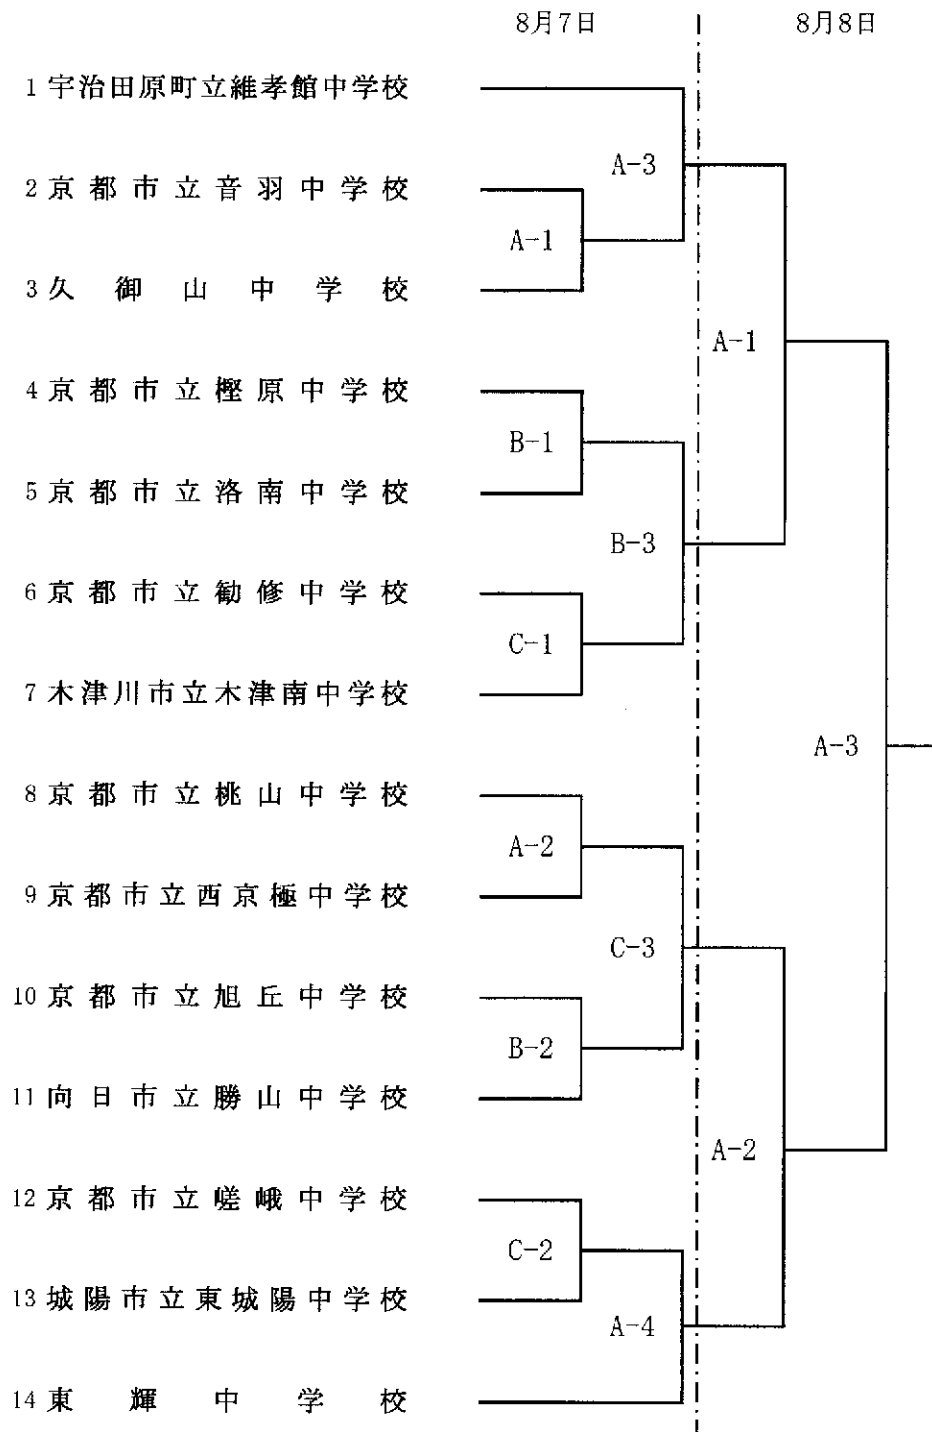 8月7日 8月8日
1 宇治田原町立維孝館中学校
A-3
2 京都市立音羽中学校
A-1
3 久御山中学校
A-1
4 京都市立樫原中学校
B-1
5 京都市立洛南中学校
B-3
6 京都市立勧修中学校
C-1
7 木津川市立木津南中学校
A-3
8 京都市立桃山中学校
A-2
9 京都市立西京極中学校
C-3
10 京都市立旭丘中学校
B-2
11 向日市立勝山中学校
A-2
12 京都市立嵯峨中学校
C-2
13 城陽市立東城陽中学校
A-4
14 東輝中学校